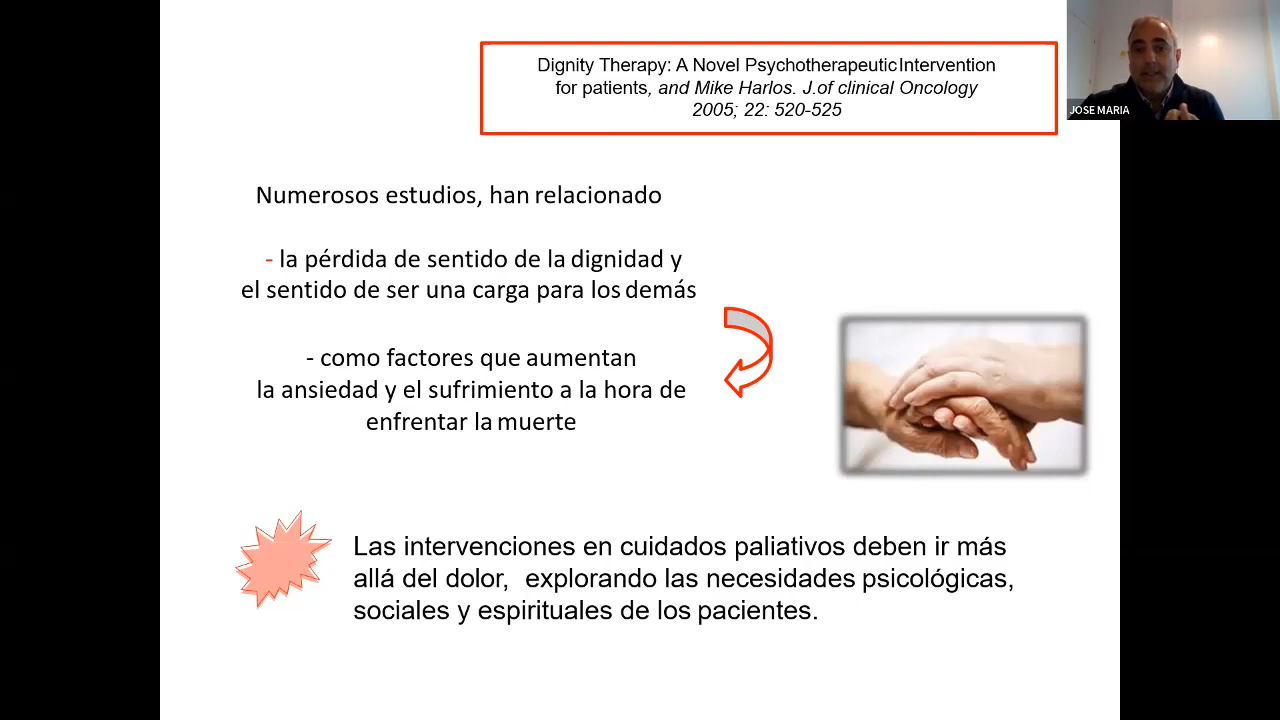 Dignity Therapy: A Novel Psychotherapeutic Intervention
for patients, and Mike Harlos. J.of clinical Oncology
2005; 22: 520-525
JOSE MARIA
Numerosos estudios, han relacionado
- la pérdida de sentido de la dignidad y
el sentido de ser una carga para los demás
- como factores que aumentan
la ansiedad y el sufrimiento a la hora de
enfrentar la muerte
Las intervenciones en cuidados paliativos deben ir más
allá del dolor, explorando las necesidades psicológicas,
sociales y espirituales de los pacientes.